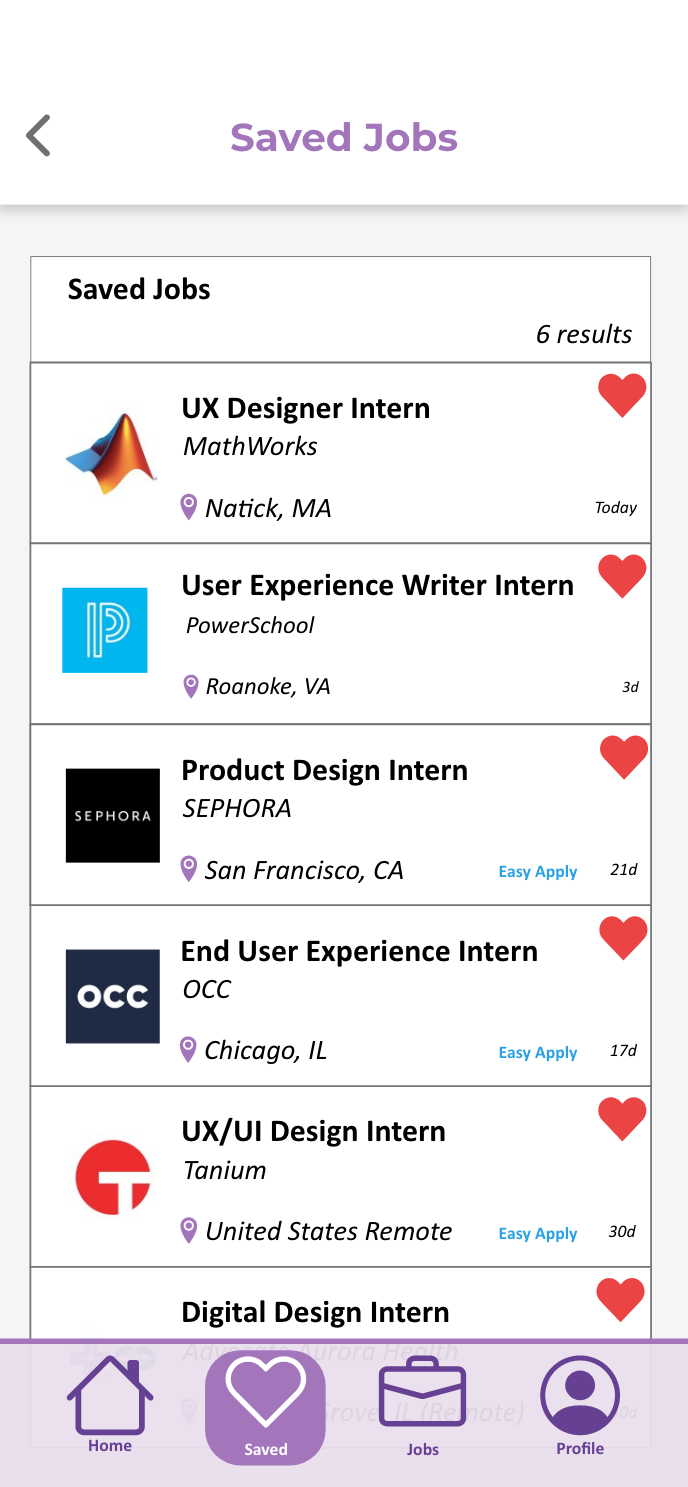 Saved Jobs
Saved Jobs
6 results
UX Designer Intern
MathWorks
Natick, MA
Today
User Experience Writer Intern
PowerSchool
Roanoke, VA
3d
SEPHORA
Product Design Intern
SEPHORA
San Francisco, CA
Easy Apply
21d
OCC
End User Experience Intern
OCC
Chicago, IL
Easy Apply
17d
UX/UI Design Intern
Tanium
United States Remote
Easy Apply
30d
Digital Design Intern
Advocate Aurora Health
Grove, IL (Remote)
Home
Saved
Jobs
Profile